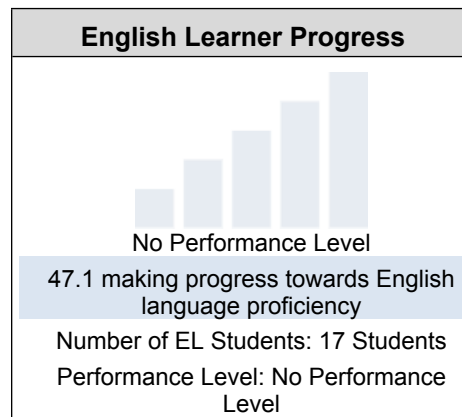 English Learner Progress
No Performance Level
47.1 making progress towards English
language proficiency
Number of EL Students: 17 Students
Performance Level: No Performance
Level